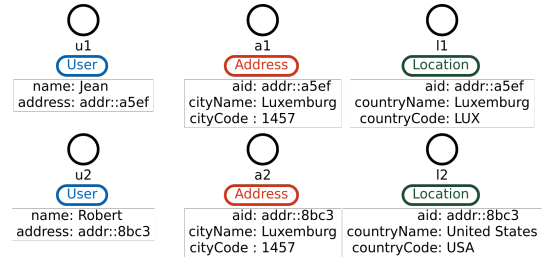 u1
User
name: Jean
address: addr::a5ef
a1
Address
aid: addr::a5ef
cityName: Luxemburg
cityCode : 1457
l1
Location
aid: addr::a5ef
countryName: Luxemburg
countryCode: LUX
u2
User
name: Robert
address: addr::8bc3
a2
Address
aid: addr::8bc3
cityName: Luxemburg
cityCode : 1457
l2
Location
aid: addr::8bc3
countryName: United States
countryCode: USA